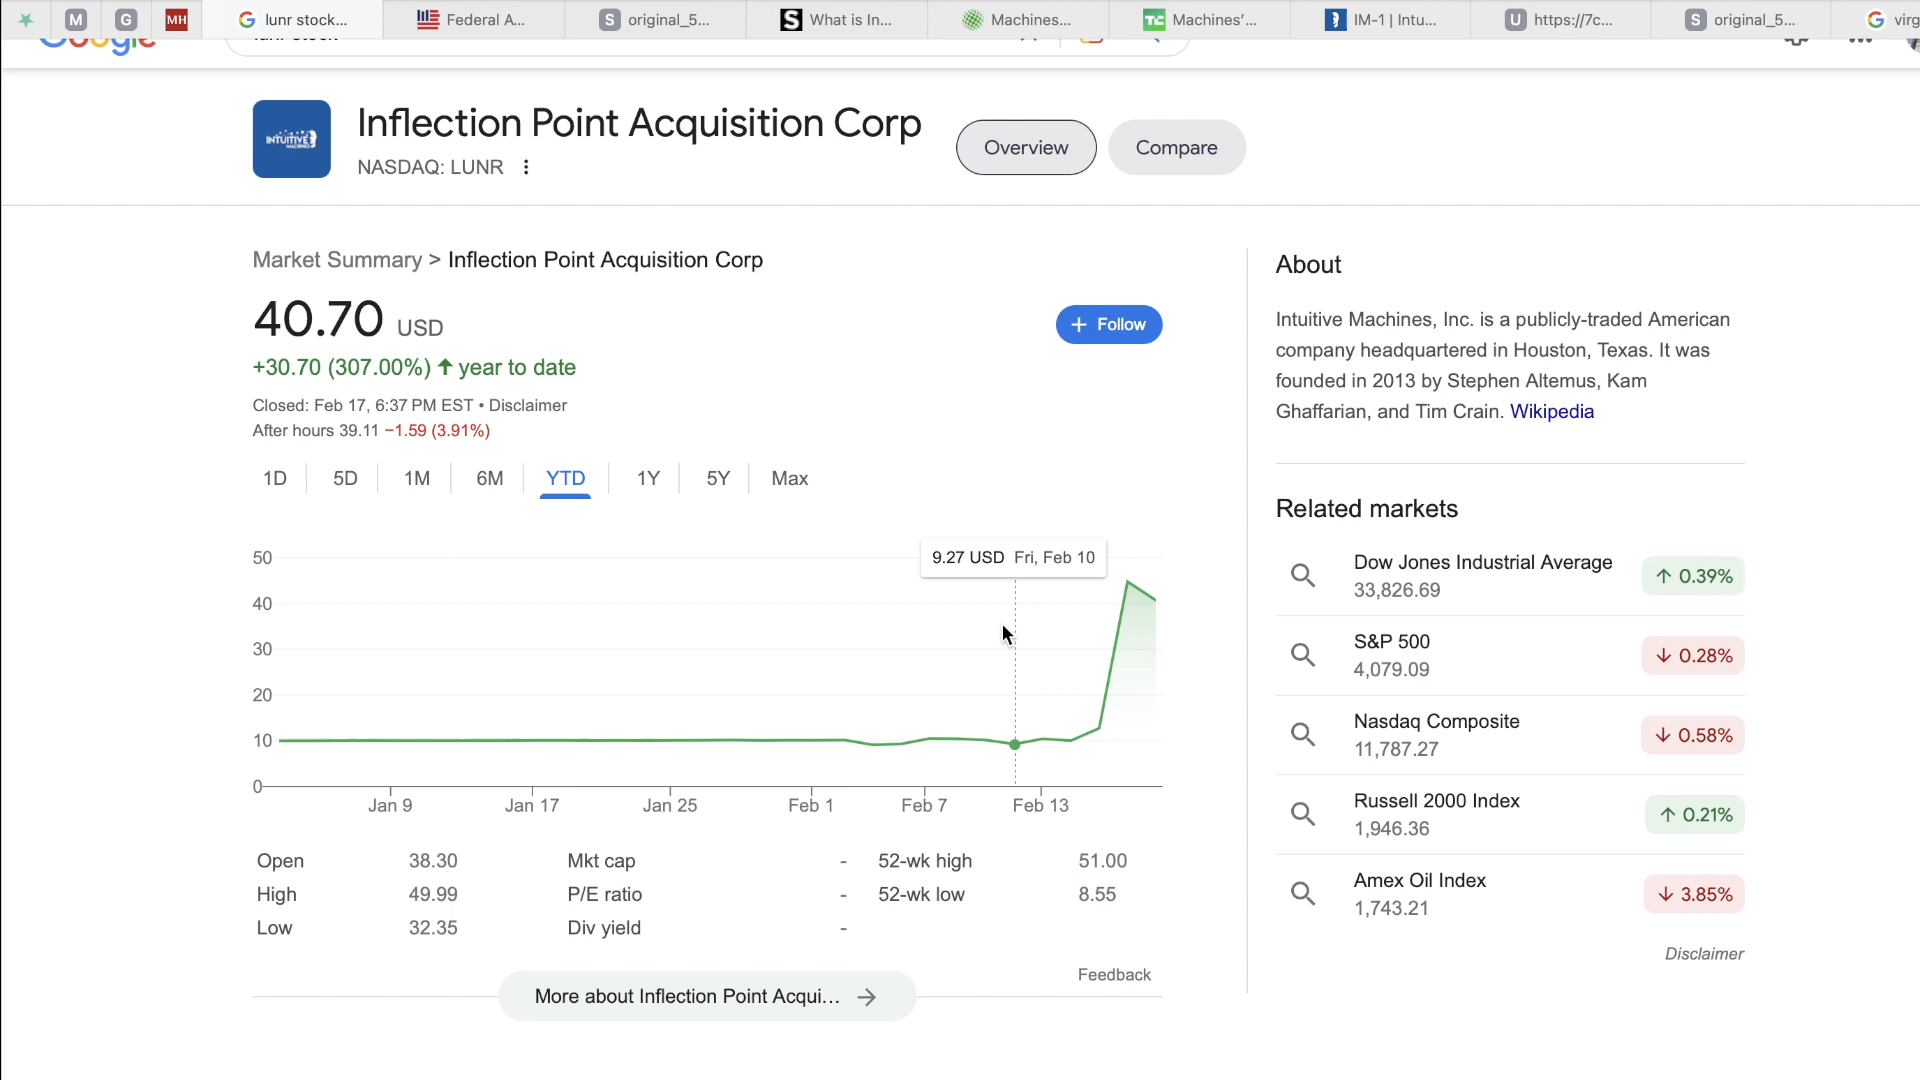 M
G
MH
G lunr stock...
Federal A...
S original_5...
S What is In...
Machines...
TC Machines'...
IM-1 | Intu...
U https://7c...
S original_5...
G virg
Google
lunr stock
INTUITIVE
MACHINES
Inflection Point Acquisition Corp
NASDAQ: LUNR
Overview
Compare
Market Summary > Inflection Point Acquisition Corp
40.70 USD
+ Follow
+30.70 (307.00%) ↑ year to date
Closed: Feb 17, 6:37 PM EST • Disclaimer
After hours 39.11 −1.59 (3.91%)
1D 5D 1M 6M YTD 1Y 5Y Max
9.27 USD Fri, Feb 10
50
40
30
20
10
0
Jan 9 Jan 17 Jan 25 Feb 1 Feb 7 Feb 13
Open 38.30 Mkt cap - 52-wk high 51.00
High 49.99 P/E ratio - 52-wk low 8.55
Low 32.35 Div yield -
Feedback
More about Inflection Point Acqui... →
About
Intuitive Machines, Inc. is a publicly-traded American
company headquartered in Houston, Texas. It was
founded in 2013 by Stephen Altemus, Kam
Ghaffarian, and Tim Crain. Wikipedia
Related markets
Dow Jones Industrial Average
33,826.69
↑ 0.39%
S&P 500
4,079.09
↓ 0.28%
Nasdaq Composite
11,787.27
↓ 0.58%
Russell 2000 Index
1,946.36
↑ 0.21%
Amex Oil Index
1,743.21
↓ 3.85%
Disclaimer